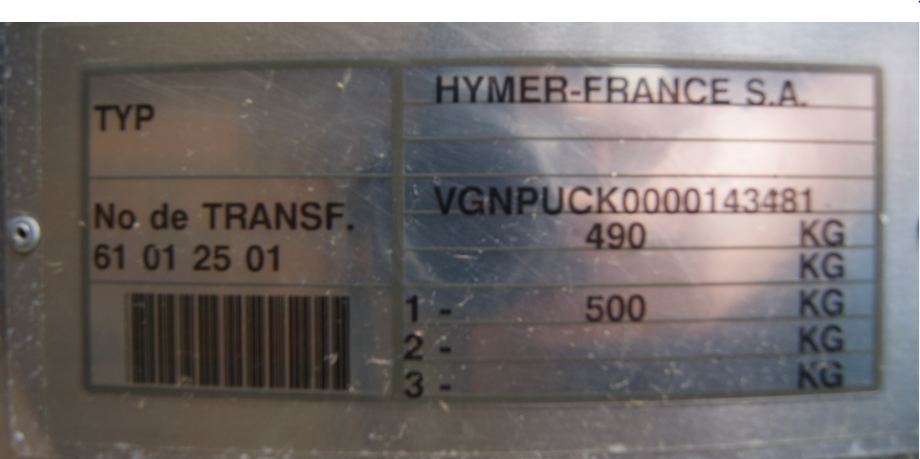 TYP
No de TRANSF.
61 01 25 01
HYMER-FRANCE S.A.
VGNPUCK0000143481
490 KG
KG
1 - 500 KG
2 - KG
3 - KG